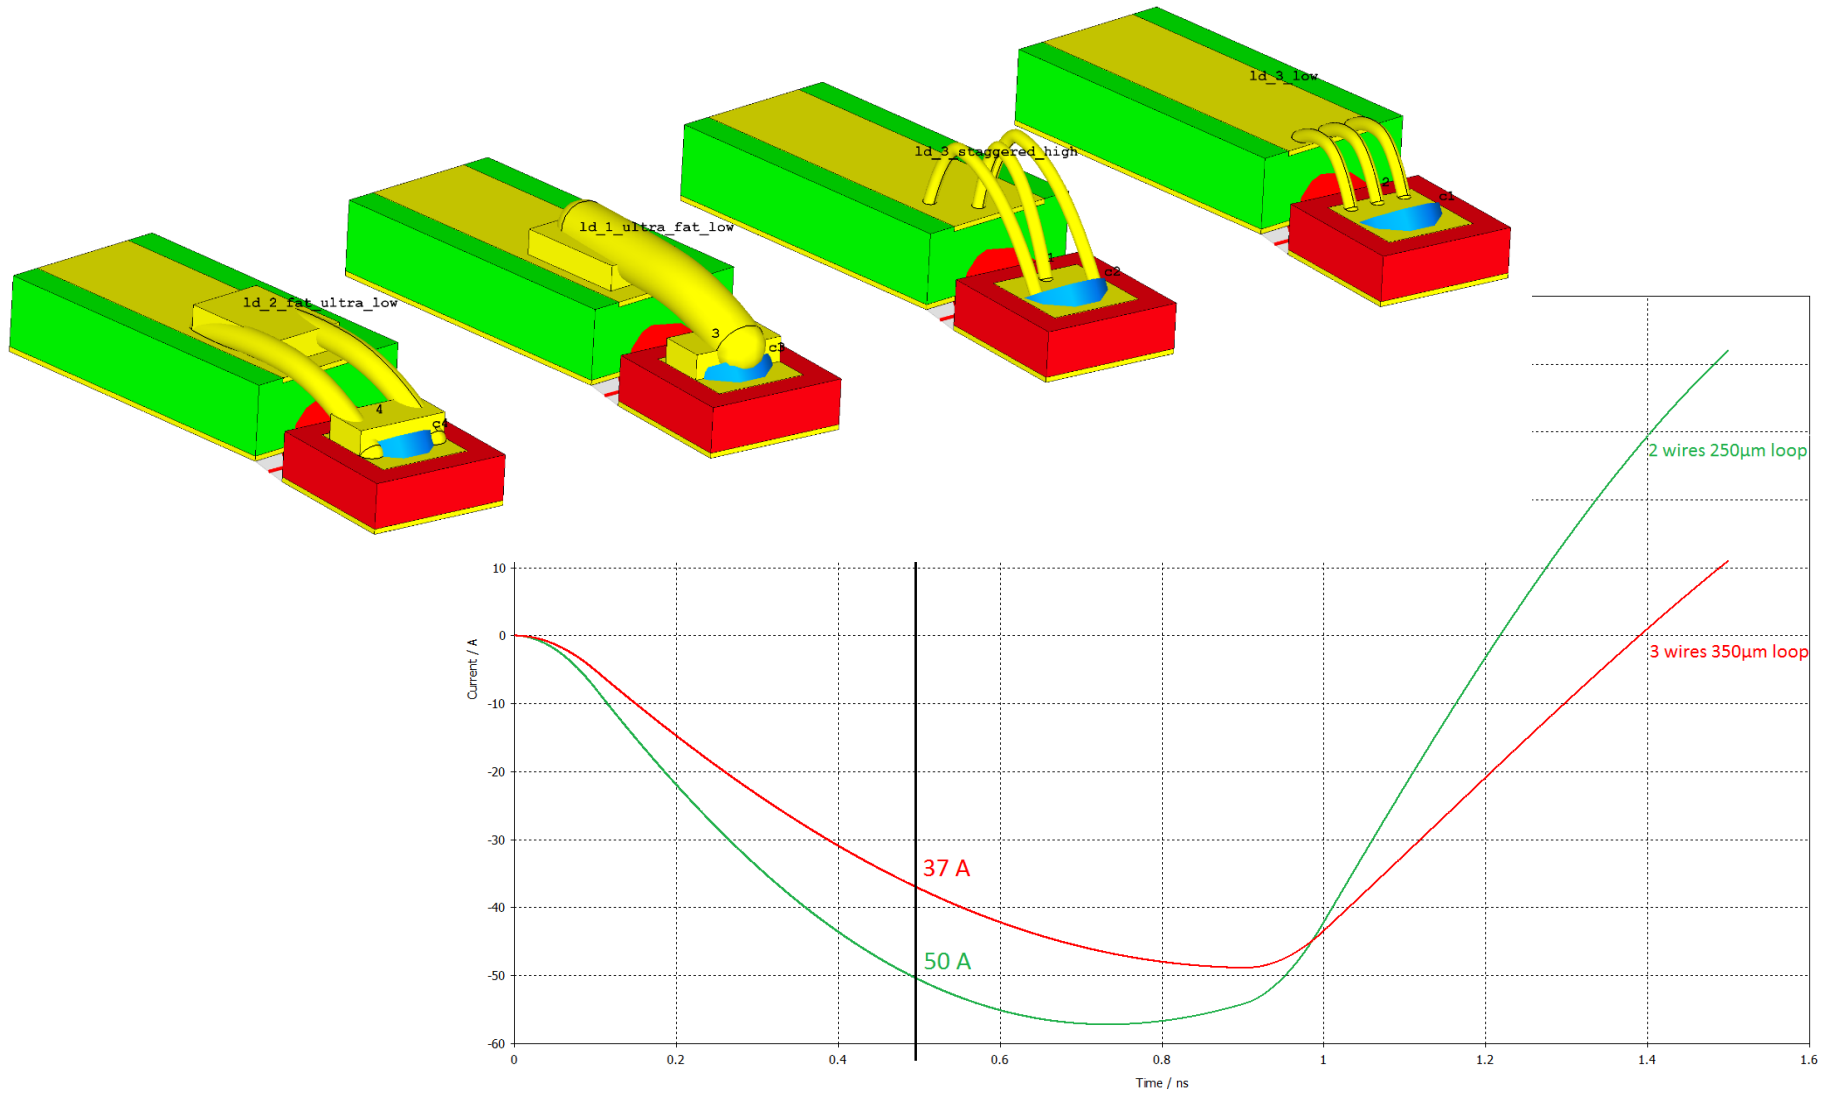 ld_3_low
2
c1
ld_3_staggered_high
1
c2
ld_1_ultra_fat_low
3
c3
ld_2_fat_ultra_low
4
c4
2 wires 250µm loop
3 wires 350µm loop
37 A
50 A
Current / A
10
0
-10
-20
-30
-40
-50
-60
0
0.2
0.4
0.6
0.8
1
1.2
1.4
1.6
Time / ns